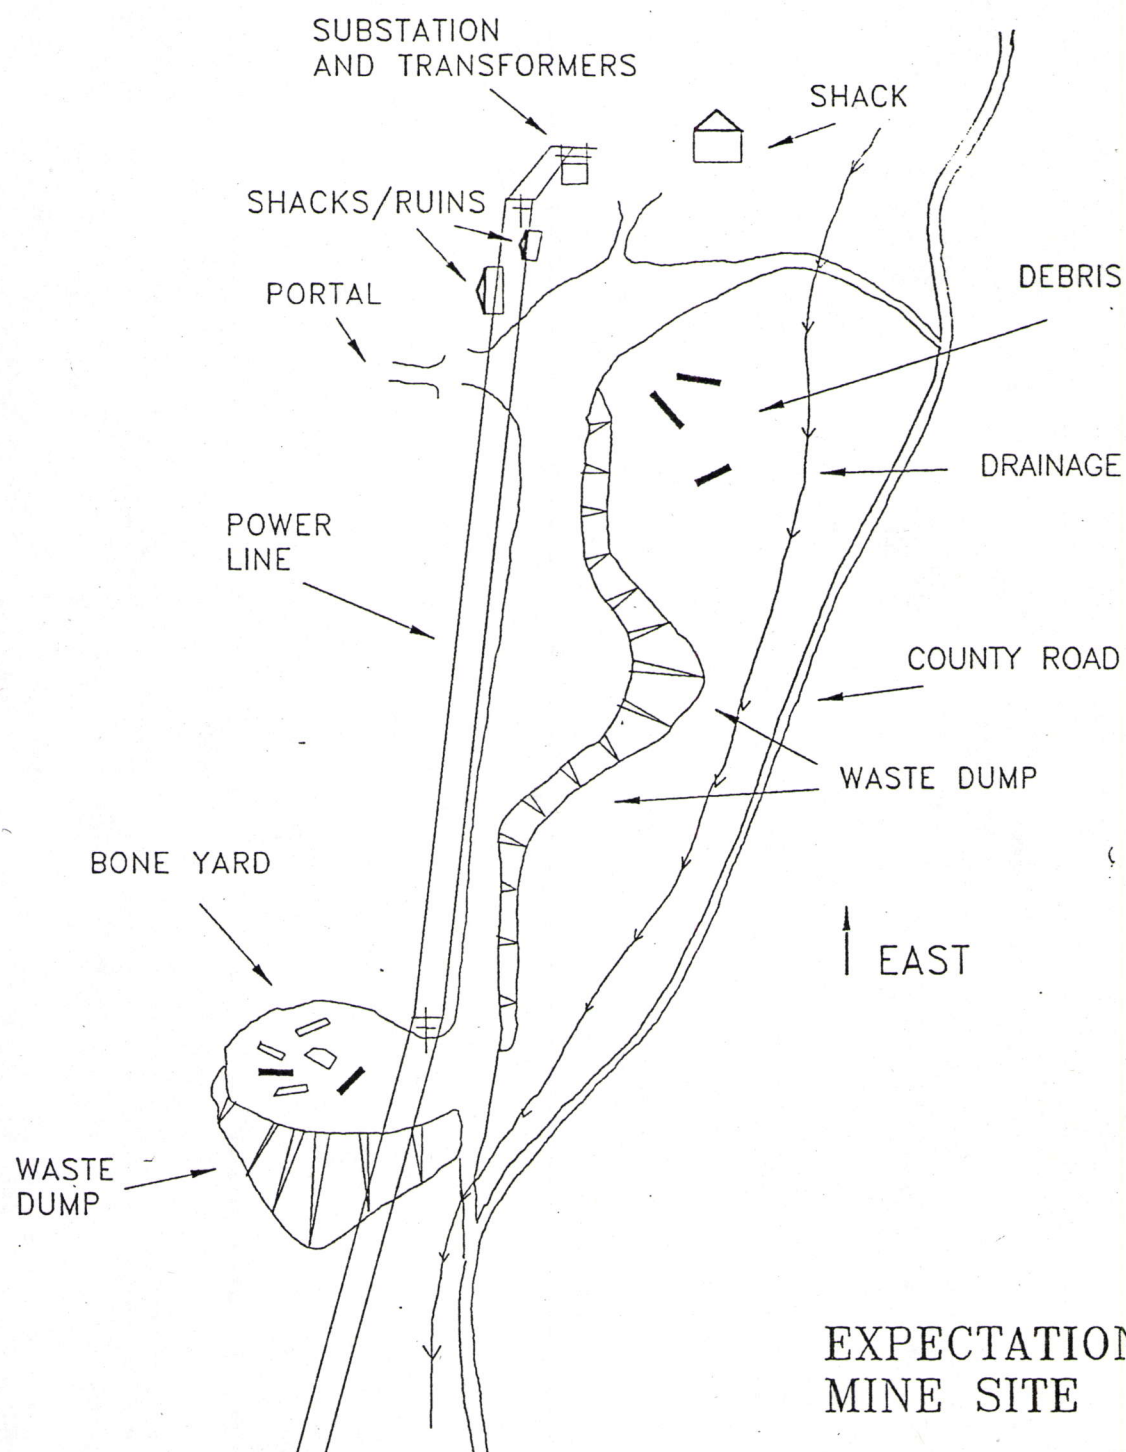 SUBSTATION
AND TRANSFORMERS
SHACK
SHACKS/RUINS
DEBRIS
PORTAL
DRAINAGE
POWER
LINE
COUNTY ROAD
WASTE DUMP
BONE YARD
EAST
WASTE
DUMP
EXPECTATION
MINE SITE